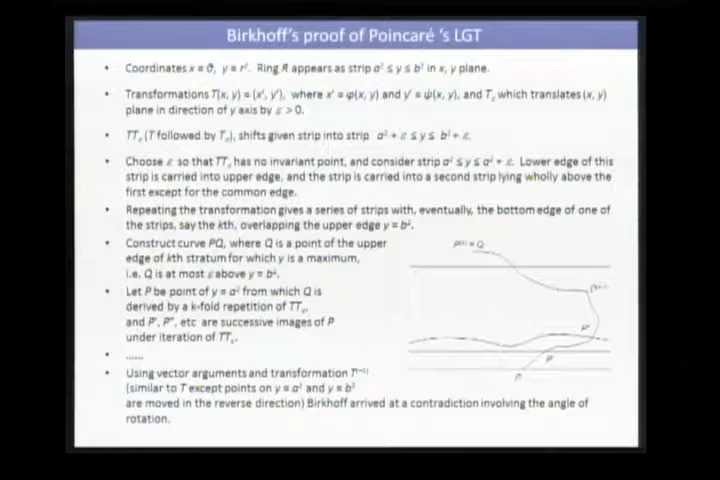 Birkhoff's proof of Poincaré 's LGT
• Coordinates x = θ, y = r². Ring R appears as strip a² ≤ y ≤ b² in x, y plane.
• Transformations T(x, y) = (x', y'), where x' = φ(x, y) and y' = ψ(x, y), and Tε which translates (x, y)
plane in direction of y axis by ε > 0.
• TTε (T followed by Tε), shifts given strip into strip a² + ε ≤ y ≤ b² + ε.
• Choose ε so that TTε has no invariant point, and consider strip a² ≤ y ≤ a² + ε. Lower edge of this
strip is carried into upper edge, and the strip is carried into a second strip lying wholly above the
first except for the common edge.
• Repeating the transformation gives a series of strips with, eventually, the bottom edge of one of
the strips, say the kth, overlapping the upper edge y = b².
• Construct curve PQ, where Q is a point of the upper
edge of kth stratum for which y is a maximum,
i.e. Q is at most ε above y = b².
• Let P be point of y = a² from which Q is
derived by a k-fold repetition of TTε,
and P', P'', etc are successive images of P
under iteration of TTε.
• ......
• Using vector arguments and transformation T⁽⁻¹⁾
(similar to T except points on y = a² and y = b²
are moved in the reverse direction) Birkhoff arrived at a contradiction involving the angle of
rotation.
= Q
P''
P'
P